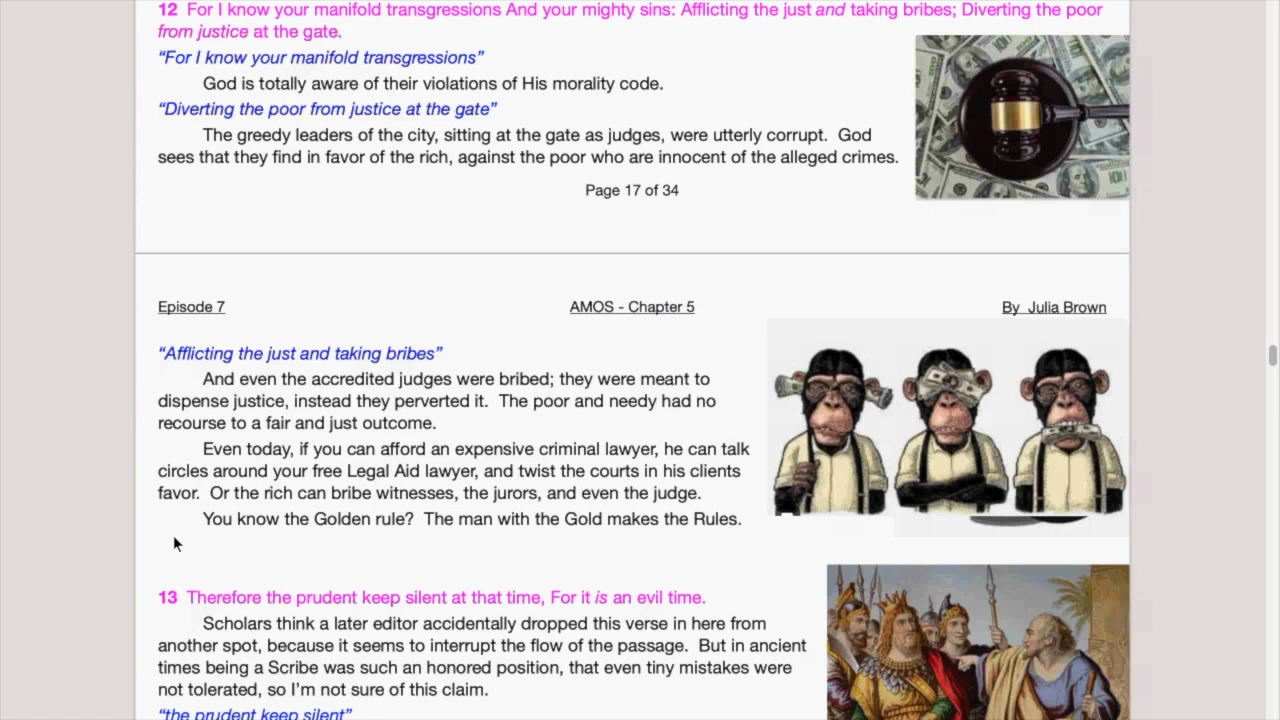 12 For I know your manifold transgressions And your mighty sins: Afflicting the just and taking bribes; Diverting the poor
from justice at the gate.
“For I know your manifold transgressions”
God is totally aware of their violations of His morality code.
“Diverting the poor from justice at the gate”
The greedy leaders of the city, sitting at the gate as judges, were utterly corrupt. God
sees that they find in favor of the rich, against the poor who are innocent of the alleged crimes.
Page 17 of 34
Episode 7 AMOS - Chapter 5 By Julia Brown
“Afflicting the just and taking bribes”
And even the accredited judges were bribed; they were meant to
dispense justice, instead they perverted it. The poor and needy had no
recourse to a fair and just outcome.
Even today, if you can afford an expensive criminal lawyer, he can talk
circles around your free Legal Aid lawyer, and twist the courts in his clients
favor. Or the rich can bribe witnesses, the jurors, and even the judge.
You know the Golden rule? The man with the Gold makes the Rules.
13 Therefore the prudent keep silent at that time, For it is an evil time.
Scholars think a later editor accidentally dropped this verse in here from
another spot, because it seems to interrupt the flow of the passage. But in ancient
times being a Scribe was such an honored position, that even tiny mistakes were
not tolerated, so I’m not sure of this claim.
“the prudent keep silent”